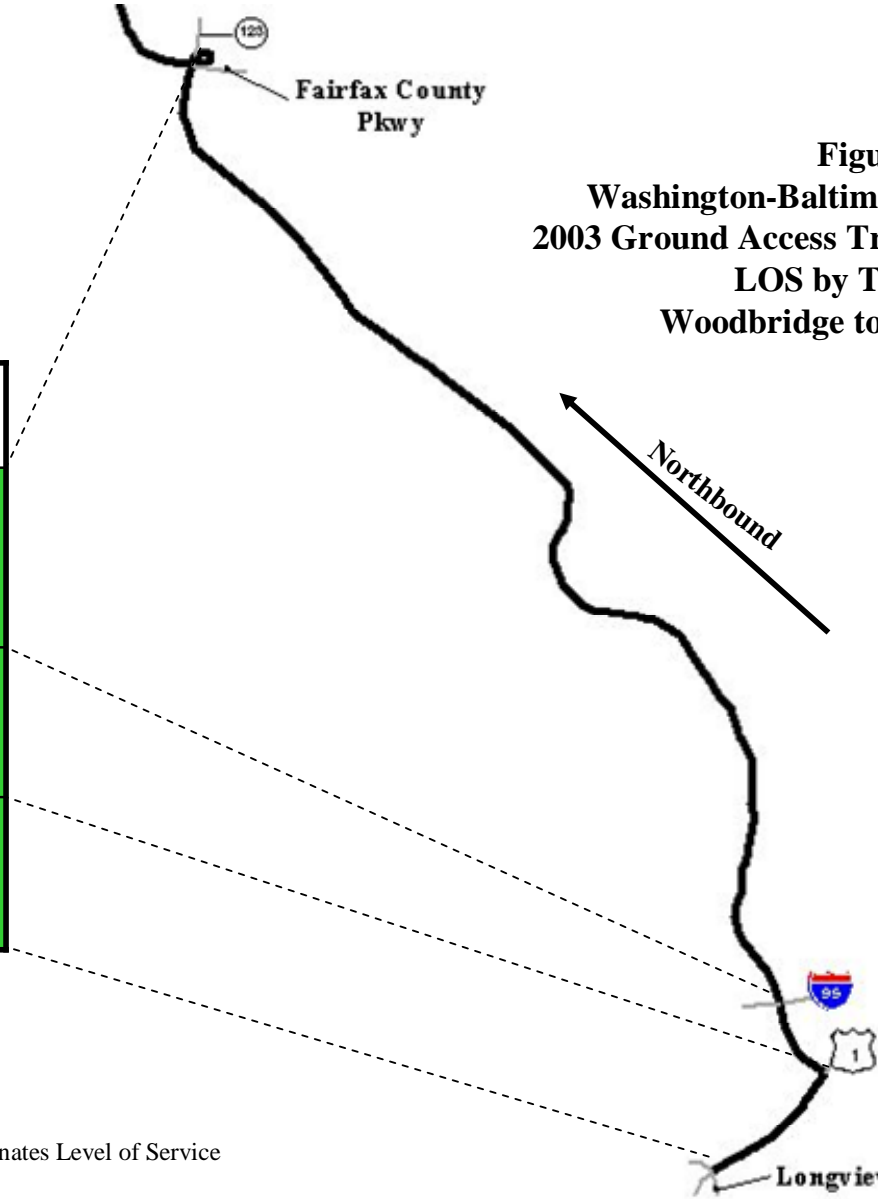 123
Fairfax County
Pkwy
Figu
Washington-Baltim
2003 Ground Access Tr
LOS by T
Woodbridge to
Northbound
95
1
nates Level of Service
Longview